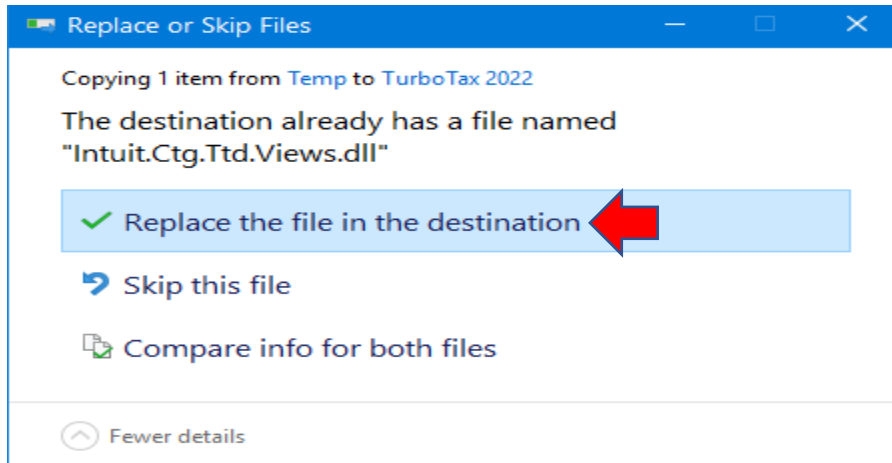 Replace or Skip Files
Copying 1 item from Temp to TurboTax 2022
The destination already has a file named
"Intuit.Ctg.Ttd.Views.dll"
Replace the file in the destination
Skip this file
Compare info for both files
Fewer details